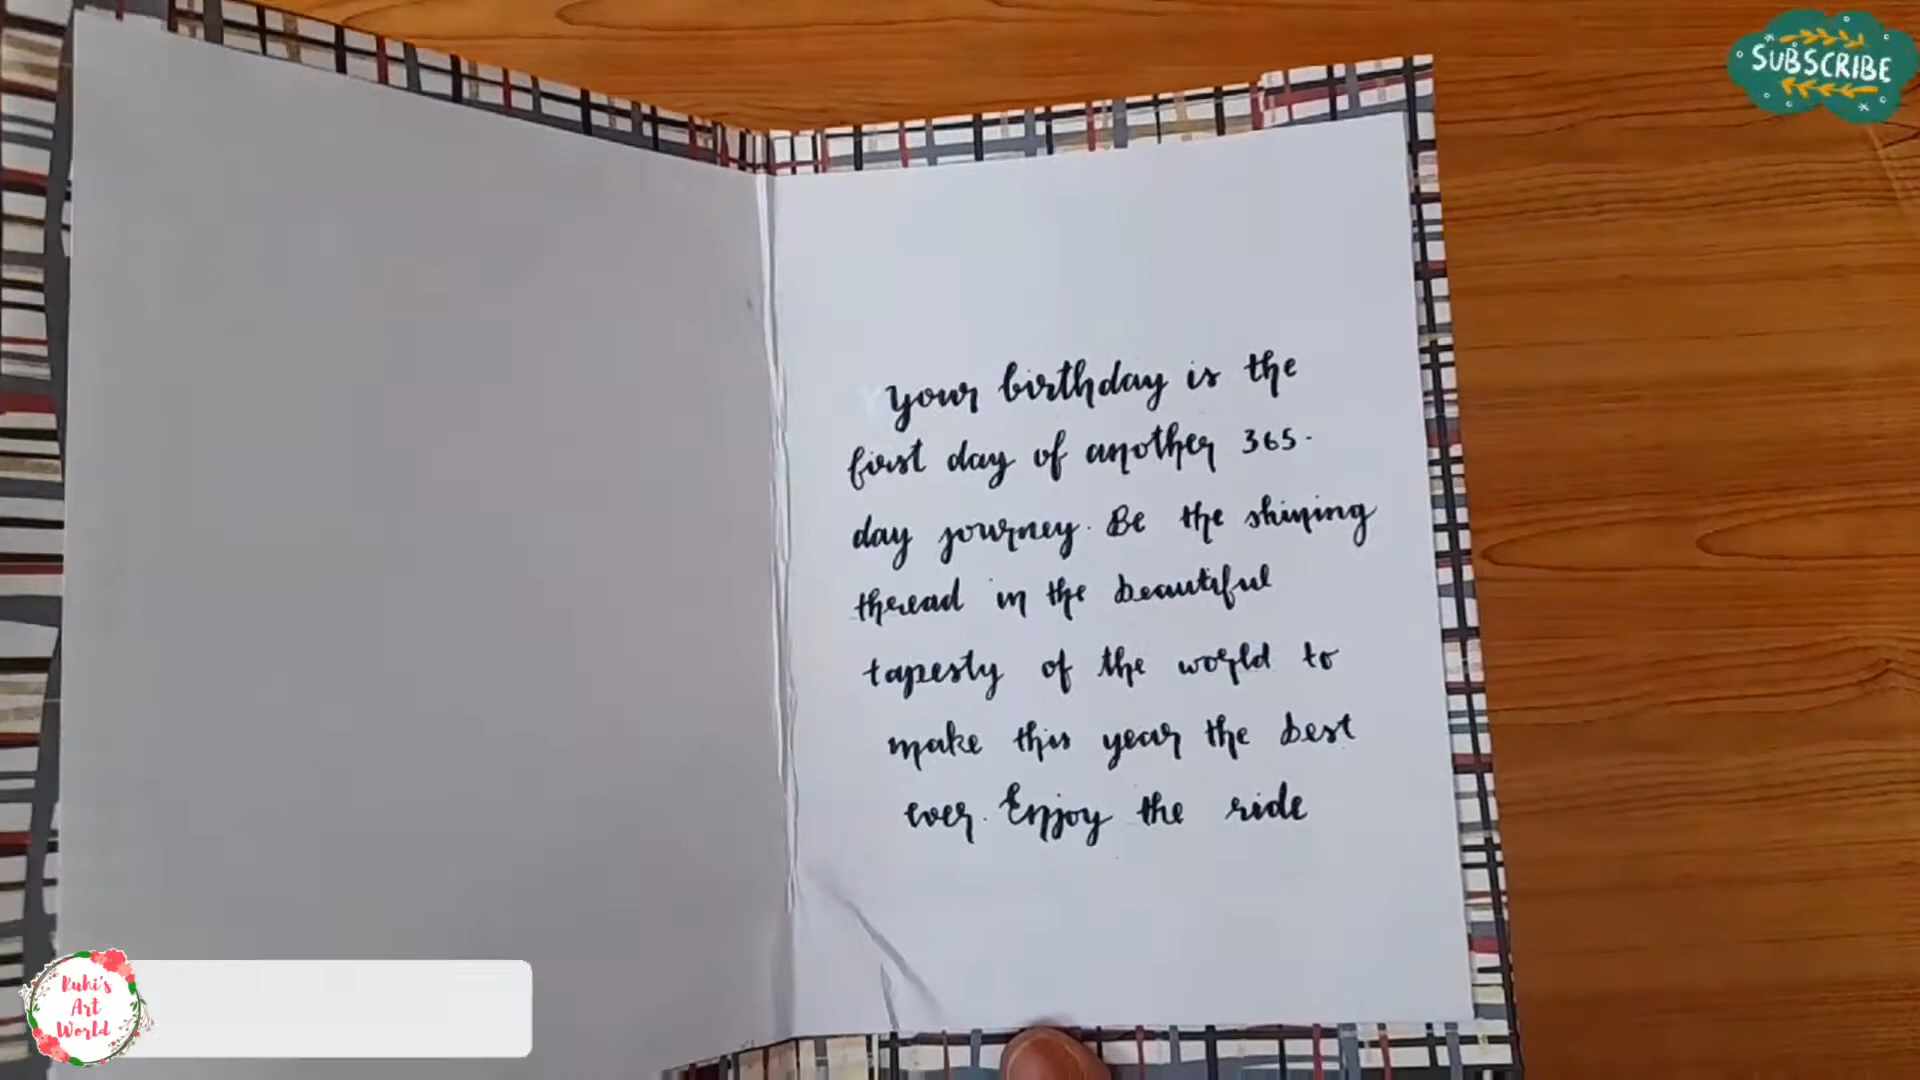 SUBSCRIBE
Your birthday is the
first day of another 365-
day journey. Be the shining
thread in the beautiful
tapesty of the world to
make this year the best
ever. Enjoy the ride
Ruhi's
Art
World